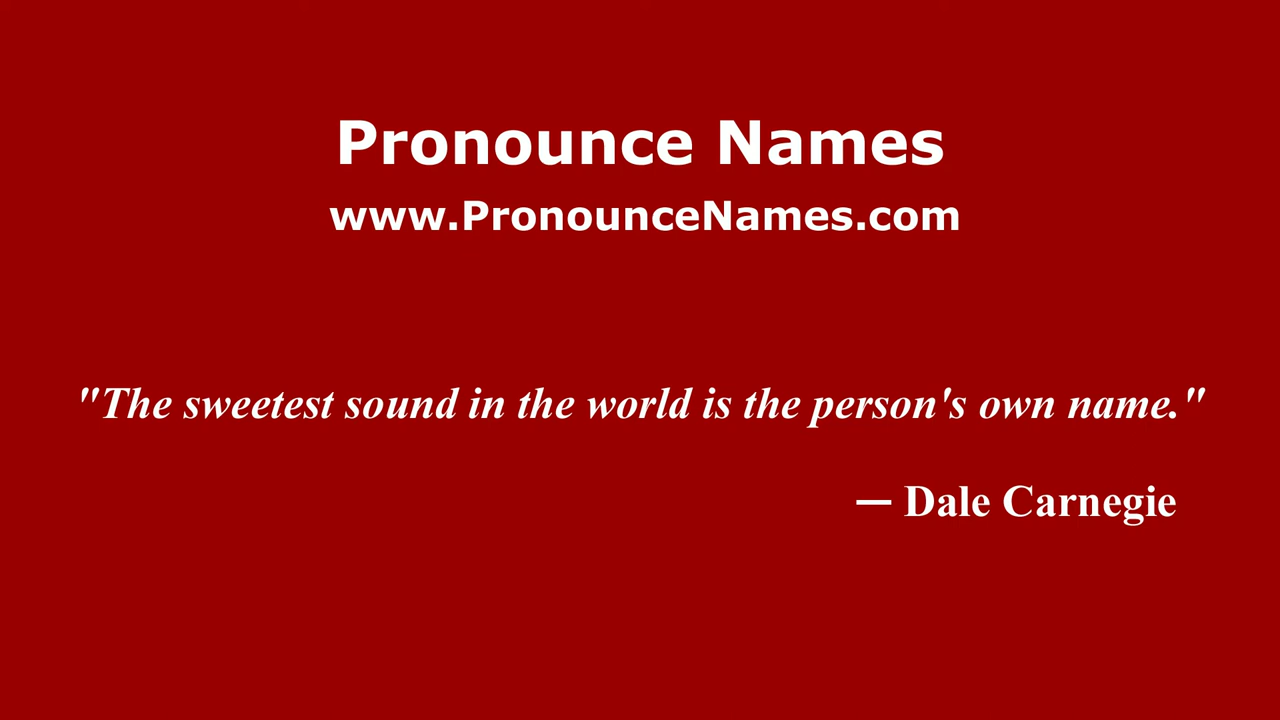 Pronounce Names
www.PronounceNames.com
"The sweetest sound in the world is the person's own name."
— Dale Carnegie